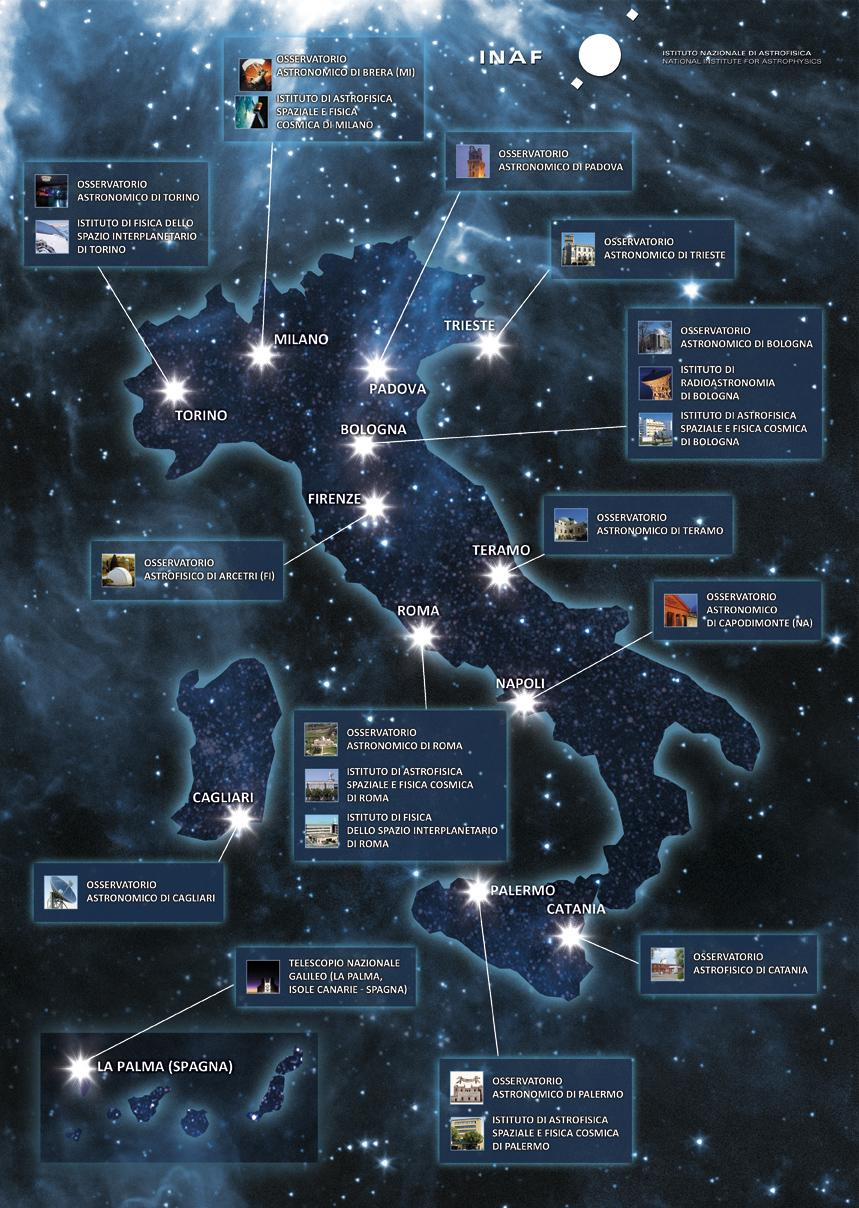 INAF
ISTITUTO NAZIONALE DI ASTROFISICA
NATIONAL INSTITUTE FOR ASTROPHYSICS
OSSERVATORIO
ASTRONOMICO DI BRERA (MI)
ISTITUTO DI ASTROFISICA
SPAZIALE E FISICA
COSMICA DI MILANO
OSSERVATORIO
ASTRONOMICO DI PADOVA
OSSERVATORIO
ASTRONOMICO DI TORINO
ISTITUTO DI FISICA DELLO
SPAZIO INTERPLANETARIO
DI TORINO
OSSERVATORIO
ASTRONOMICO DI TRIESTE
TRIESTE
MILANO
PADOVA
TORINO
BOLOGNA
OSSERVATORIO
ASTRONOMICO DI BOLOGNA
ISTITUTO DI
RADIOASTRONOMIA
DI BOLOGNA
ISTITUTO DI ASTROFISICA
SPAZIALE E FISICA COSMICA
DI BOLOGNA
FIRENZE
OSSERVATORIO
ASTRONOMICO DI TERAMO
TERAMO
OSSERVATORIO
ASTROFISICO DI ARCETRI (FI)
ROMA
OSSERVATORIO
ASTRONOMICO
DI CAPODIMONTE (NA)
NAPOLI
OSSERVATORIO
ASTRONOMICO DI ROMA
ISTITUTO DI ASTROFISICA
SPAZIALE E FISICA COSMICA
DI ROMA
ISTITUTO DI FISICA
DELLO SPAZIO INTERPLANETARIO
DI ROMA
CAGLIARI
OSSERVATORIO
ASTRONOMICO DI CAGLIARI
PALERMO
CATANIA
OSSERVATORIO
ASTROFISICO DI CATANIA
TELESCOPIO NAZIONALE
GALILEO (LA PALMA,
ISOLE CANARIE - SPAGNA)
LA PALMA (SPAGNA)
OSSERVATORIO
ASTRONOMICO DI PALERMO
ISTITUTO DI ASTROFISICA
SPAZIALE E FISICA COSMICA
DI PALERMO